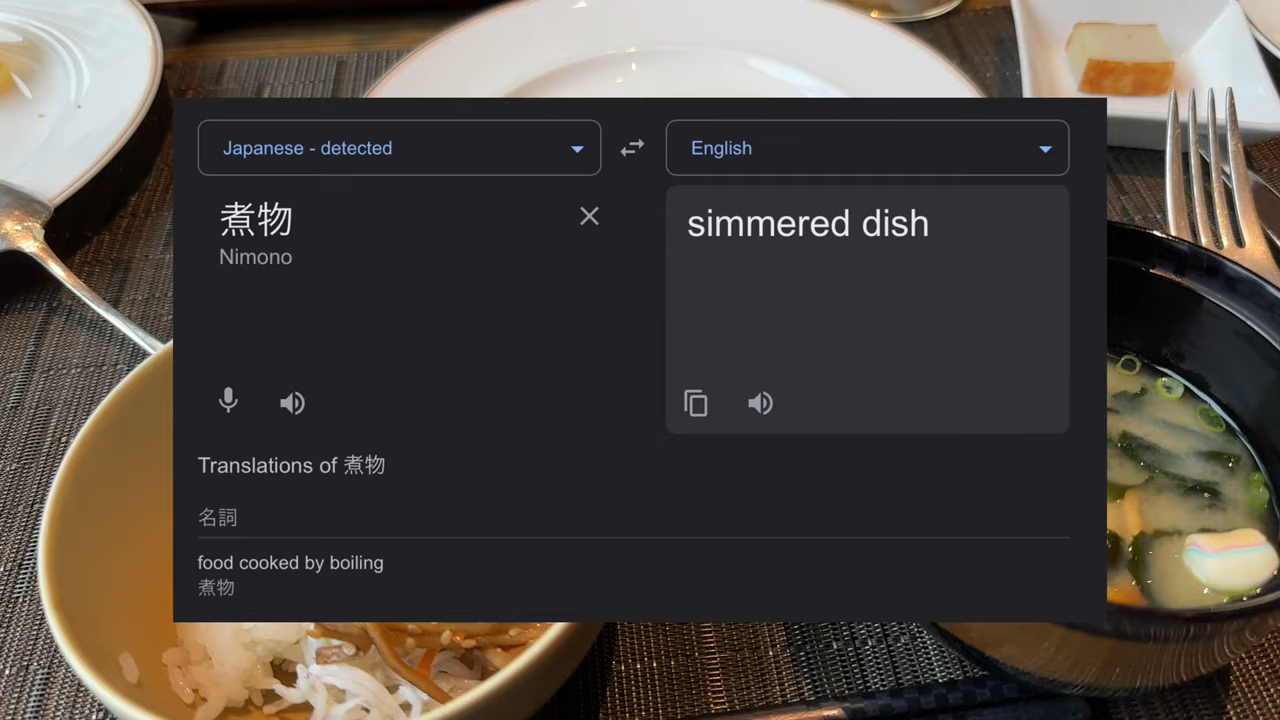 Japanese - detected
English
煮物
Nimono
simmered dish
Translations of 煮物
名詞
food cooked by boiling
煮物